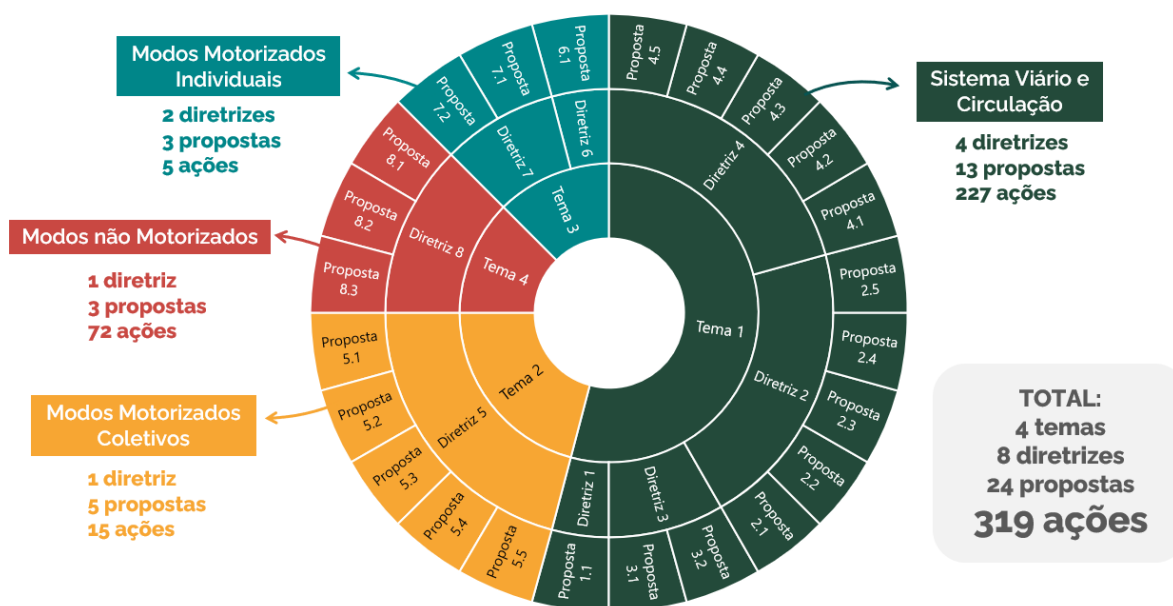 Modos Motorizados
Individuais
2 diretrizes
3 propostas
5 ações
Modos não Motorizados
1 diretriz
3 propostas
72 ações
Modos Motorizados
Coletivos
1 diretriz
5 propostas
15 ações
Sistema Viário e
Circulação
4 diretrizes
13 propostas
227 ações
TOTAL:
4 temas
8 diretrizes
24 propostas
319 ações
Tema 1
Diretriz 4
Proposta
4.5
Proposta
4.4
Proposta
4.3
Proposta
4.2
Proposta
4.1
Diretriz 2
Proposta
2.5
Proposta
2.4
Proposta
2.3
Proposta
2.2
Proposta
2.1
Diretriz 3
Proposta
3.2
Proposta
3.1
Diretriz 1
Proposta
1.1
Tema 2
Diretriz 5
Proposta
5.5
Proposta
5.4
Proposta
5.3
Proposta
5.2
Proposta
5.1
Tema 4
Diretriz 8
Proposta
8.3
Proposta
8.2
Proposta
8.1
Tema 3
Diretriz 7
Proposta
7.2
Proposta
7.1
Diretriz 6
Proposta
6.1